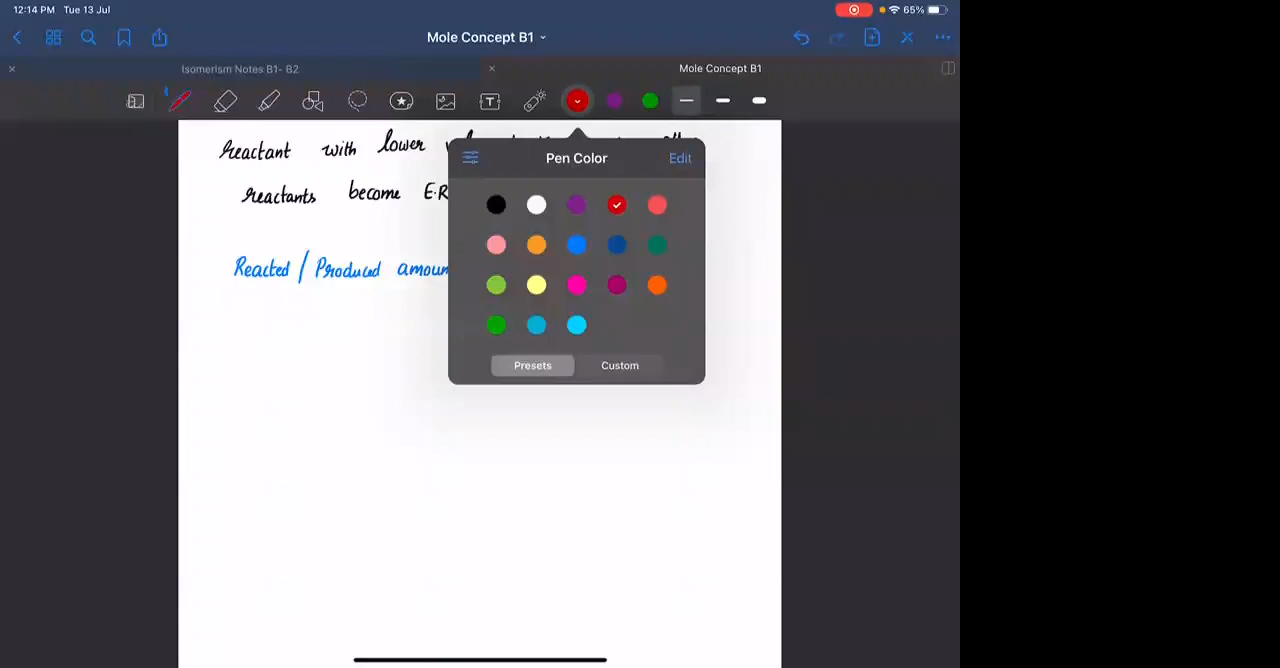 12:14 PM Tue 13 Jul
65%
Mole Concept B1
Isomerism Notes B1- B2
Mole Concept B1
T
reactant with lower
reactants become E.R
Reacted / Produced amoun
Pen Color
Edit
Presets
Custom